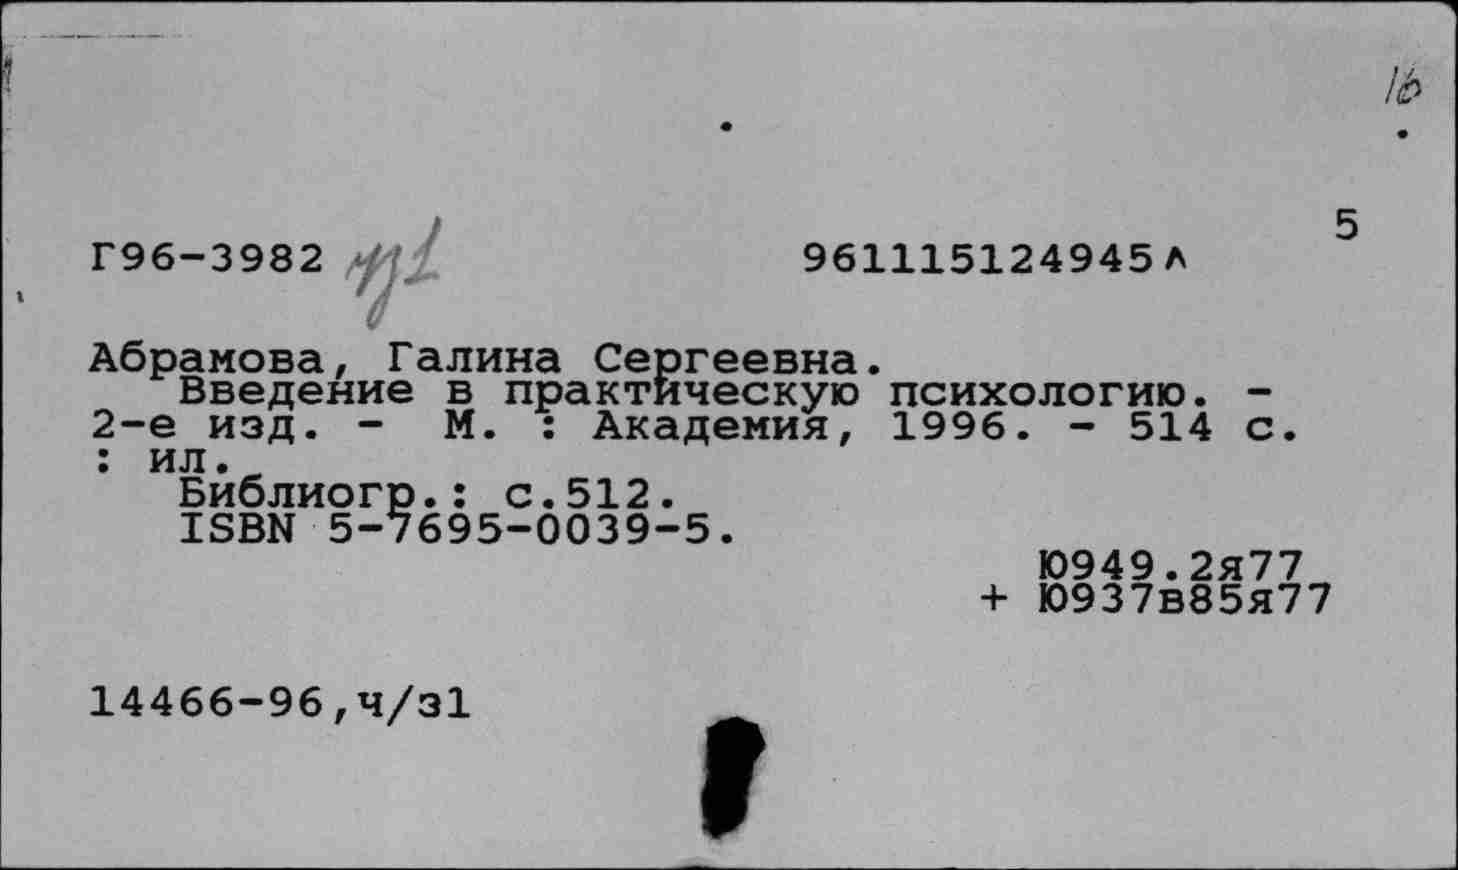 16
5
Г96-3982 961115124945л
Абрамова, Галина Сергеевна.
Введение в практическую психологию. -
2-е изд. - М. : Академия, 1996. - 514 с.
: ил.
Библиогр.: с.512.
ISBN 5-7695-0039-5.
Ю949.2я77
+ Ю937в85я77
14466-96,ч/з1